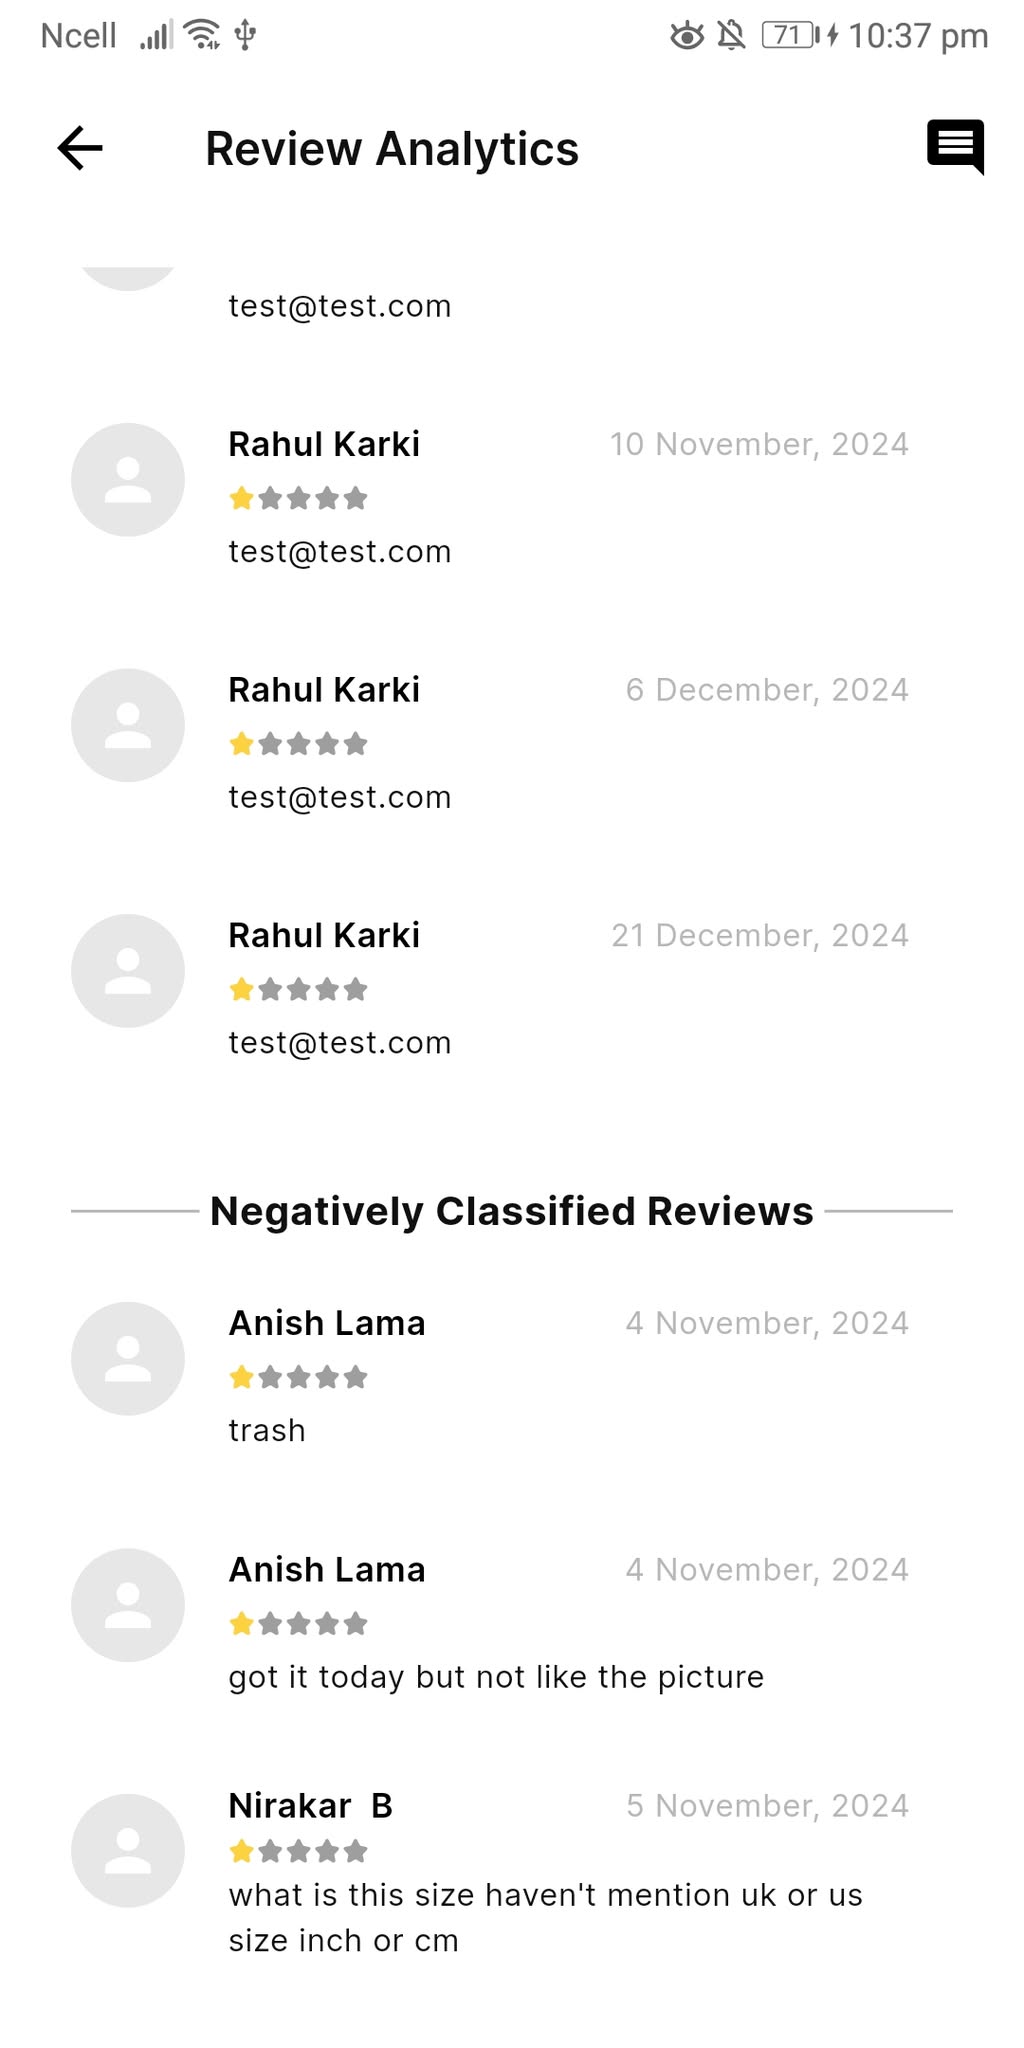 Ncell 71 10:37 pm
Review Analytics
test@test.com
Rahul Karki 10 November, 2024
test@test.com
Rahul Karki 6 December, 2024
test@test.com
Rahul Karki 21 December, 2024
test@test.com
Negatively Classified Reviews
Anish Lama 4 November, 2024
trash
Anish Lama 4 November, 2024
got it today but not like the picture
Nirakar  B 5 November, 2024
what is this size haven't mention uk or us
size inch or cm